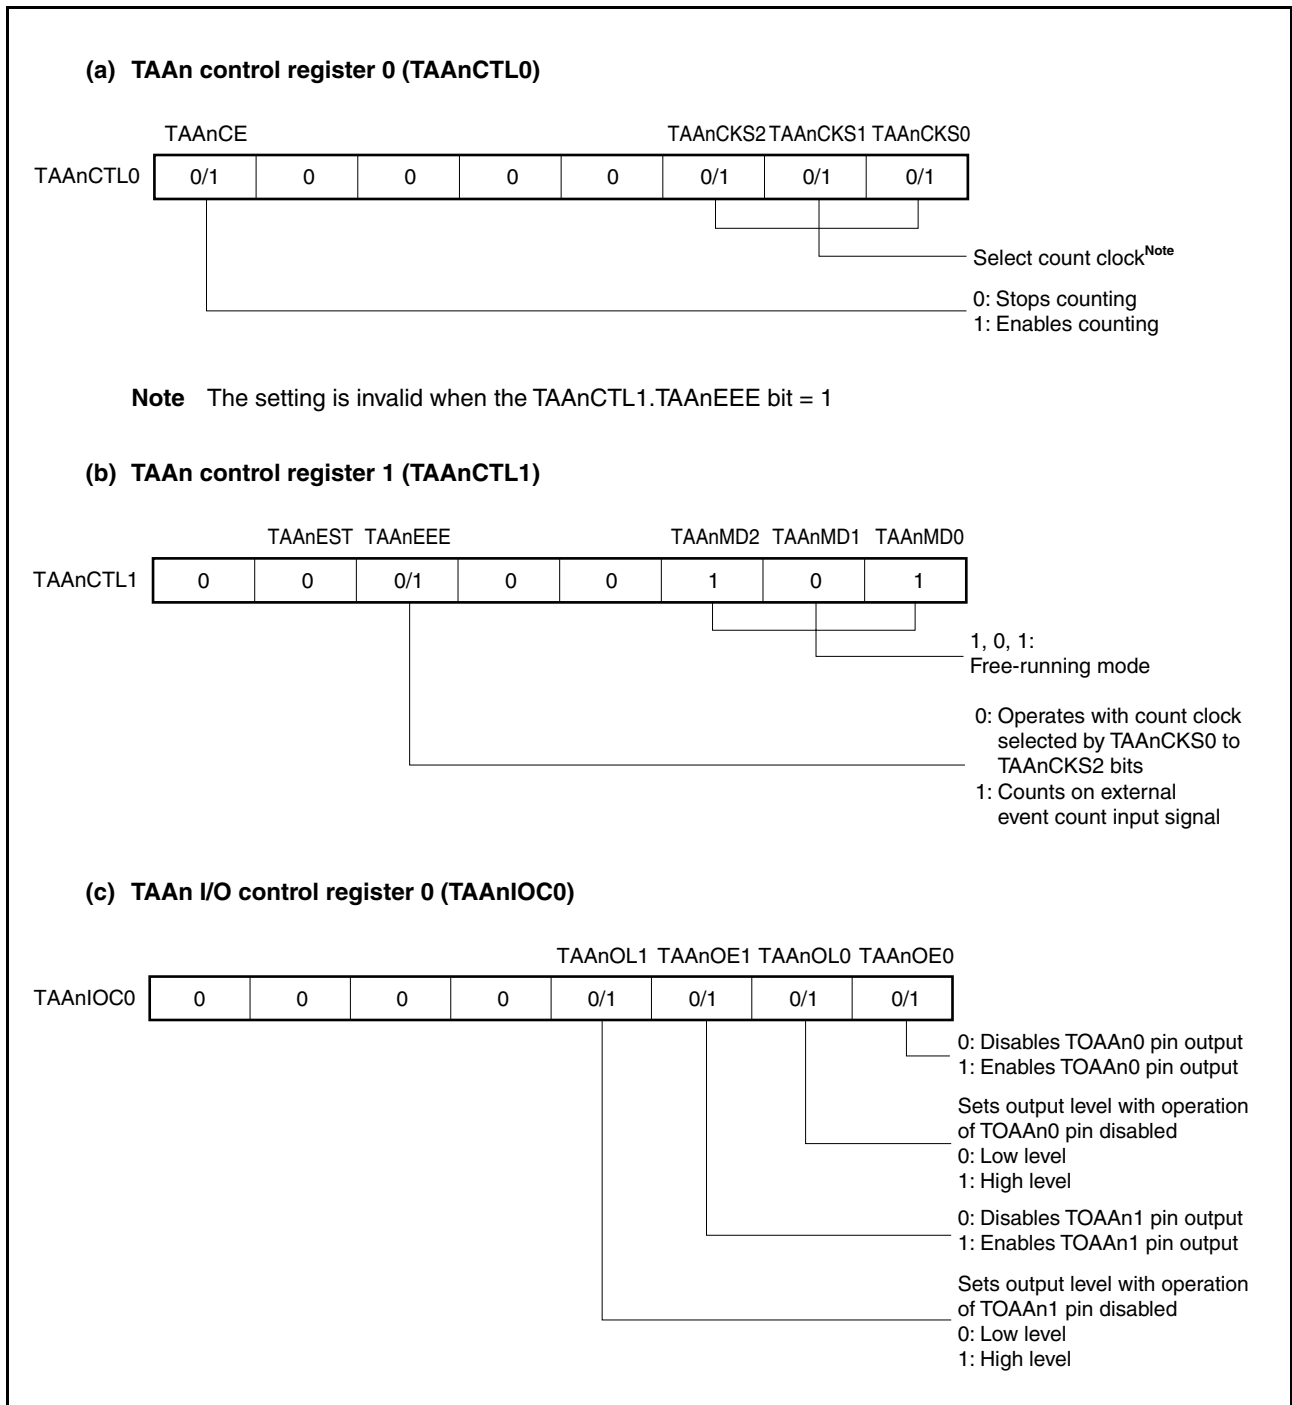 (a) TAAn control register 0 (TAAnCTL0)
TAAnCE TAAnCKS2 TAAnCKS1 TAAnCKS0
TAAnCTL0 0/1 0 0 0 0 0/1 0/1 0/1
Select count clockNote
0: Stops counting
1: Enables counting
Note The setting is invalid when the TAAnCTL1.TAAnEEE bit = 1
(b) TAAn control register 1 (TAAnCTL1)
TAAnEST TAAnEEE TAAnMD2 TAAnMD1 TAAnMD0
TAAnCTL1 0 0 0/1 0 0 1 0 1
1, 0, 1:
Free-running mode
0: Operates with count clock
selected by TAAnCKS0 to
TAAnCKS2 bits
1: Counts on external
event count input signal
(c) TAAn I/O control register 0 (TAAnIOC0)
TAAnOL1 TAAnOE1 TAAnOL0 TAAnOE0
TAAnIOC0 0 0 0 0 0/1 0/1 0/1 0/1
0: Disables TOAAn0 pin output
1: Enables TOAAn0 pin output
Sets output level with operation
of TOAAn0 pin disabled
0: Low level
1: High level
0: Disables TOAAn1 pin output
1: Enables TOAAn1 pin output
Sets output level with operation
of TOAAn1 pin disabled
0: Low level
1: High level